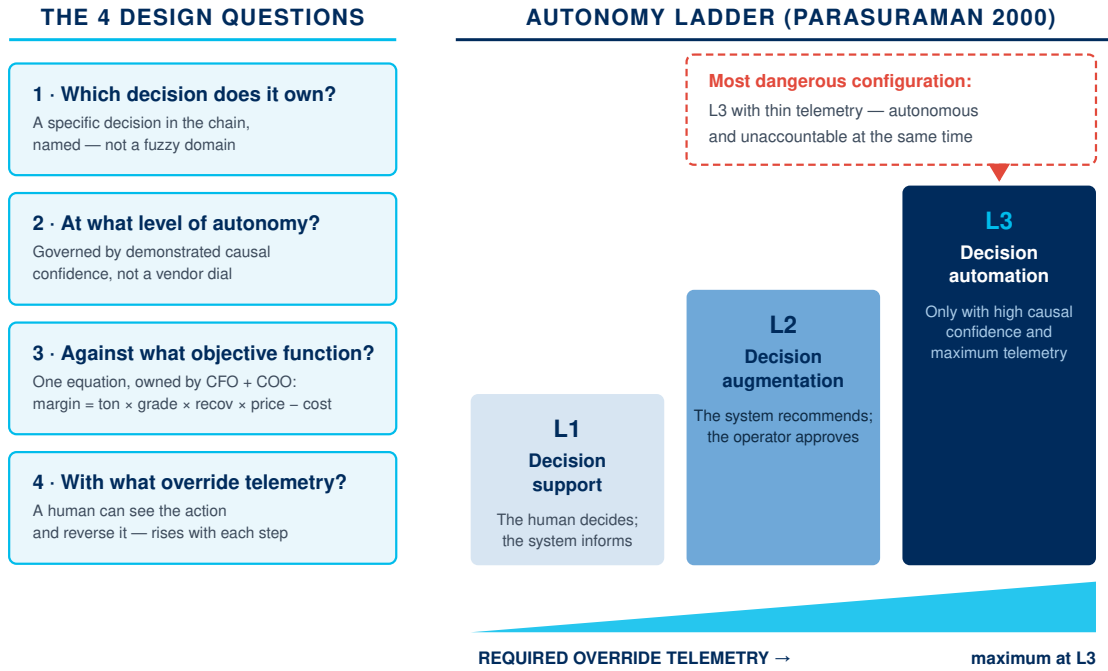 THE 4 DESIGN QUESTIONS
1 · Which decision does it own?
A specific decision in the chain,
named — not a fuzzy domain
2 · At what level of autonomy?
Governed by demonstrated causal
confidence, not a vendor dial
3 · Against what objective function?
One equation, owned by CFO + COO:
margin = ton × grade × recov × price − cost
4 · With what override telemetry?
A human can see the action
and reverse it — rises with each step
AUTONOMY LADDER (PARASURAMAN 2000)
Most dangerous configuration:
L3 with thin telemetry — autonomous
and unaccountable at the same time
L1
Decision
support
The human decides;
the system informs
L2
Decision
augmentation
The system recommends;
the operator approves
L3
Decision
automation
Only with high causal
confidence and
maximum telemetry
REQUIRED OVERRIDE TELEMETRY →
maximum at L3